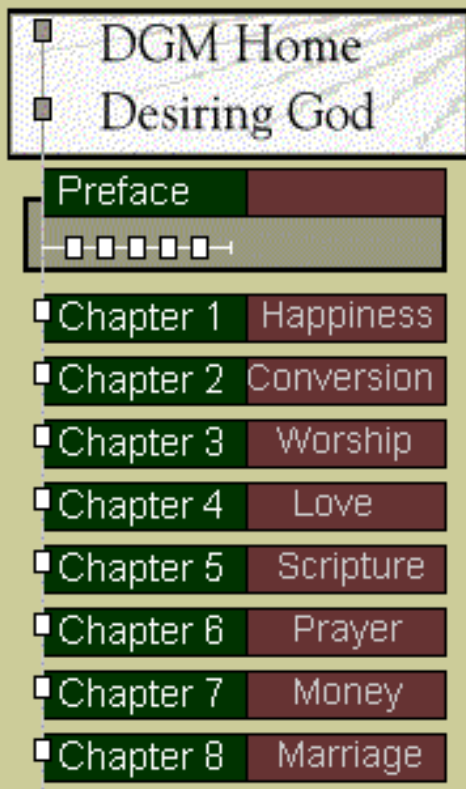 DGM Home
Desiring God
Preface
Chapter 1 Happiness
Chapter 2 Conversion
Chapter 3 Worship
Chapter 4 Love
Chapter 5 Scripture
Chapter 6 Prayer
Chapter 7 Money
Chapter 8 Marriage